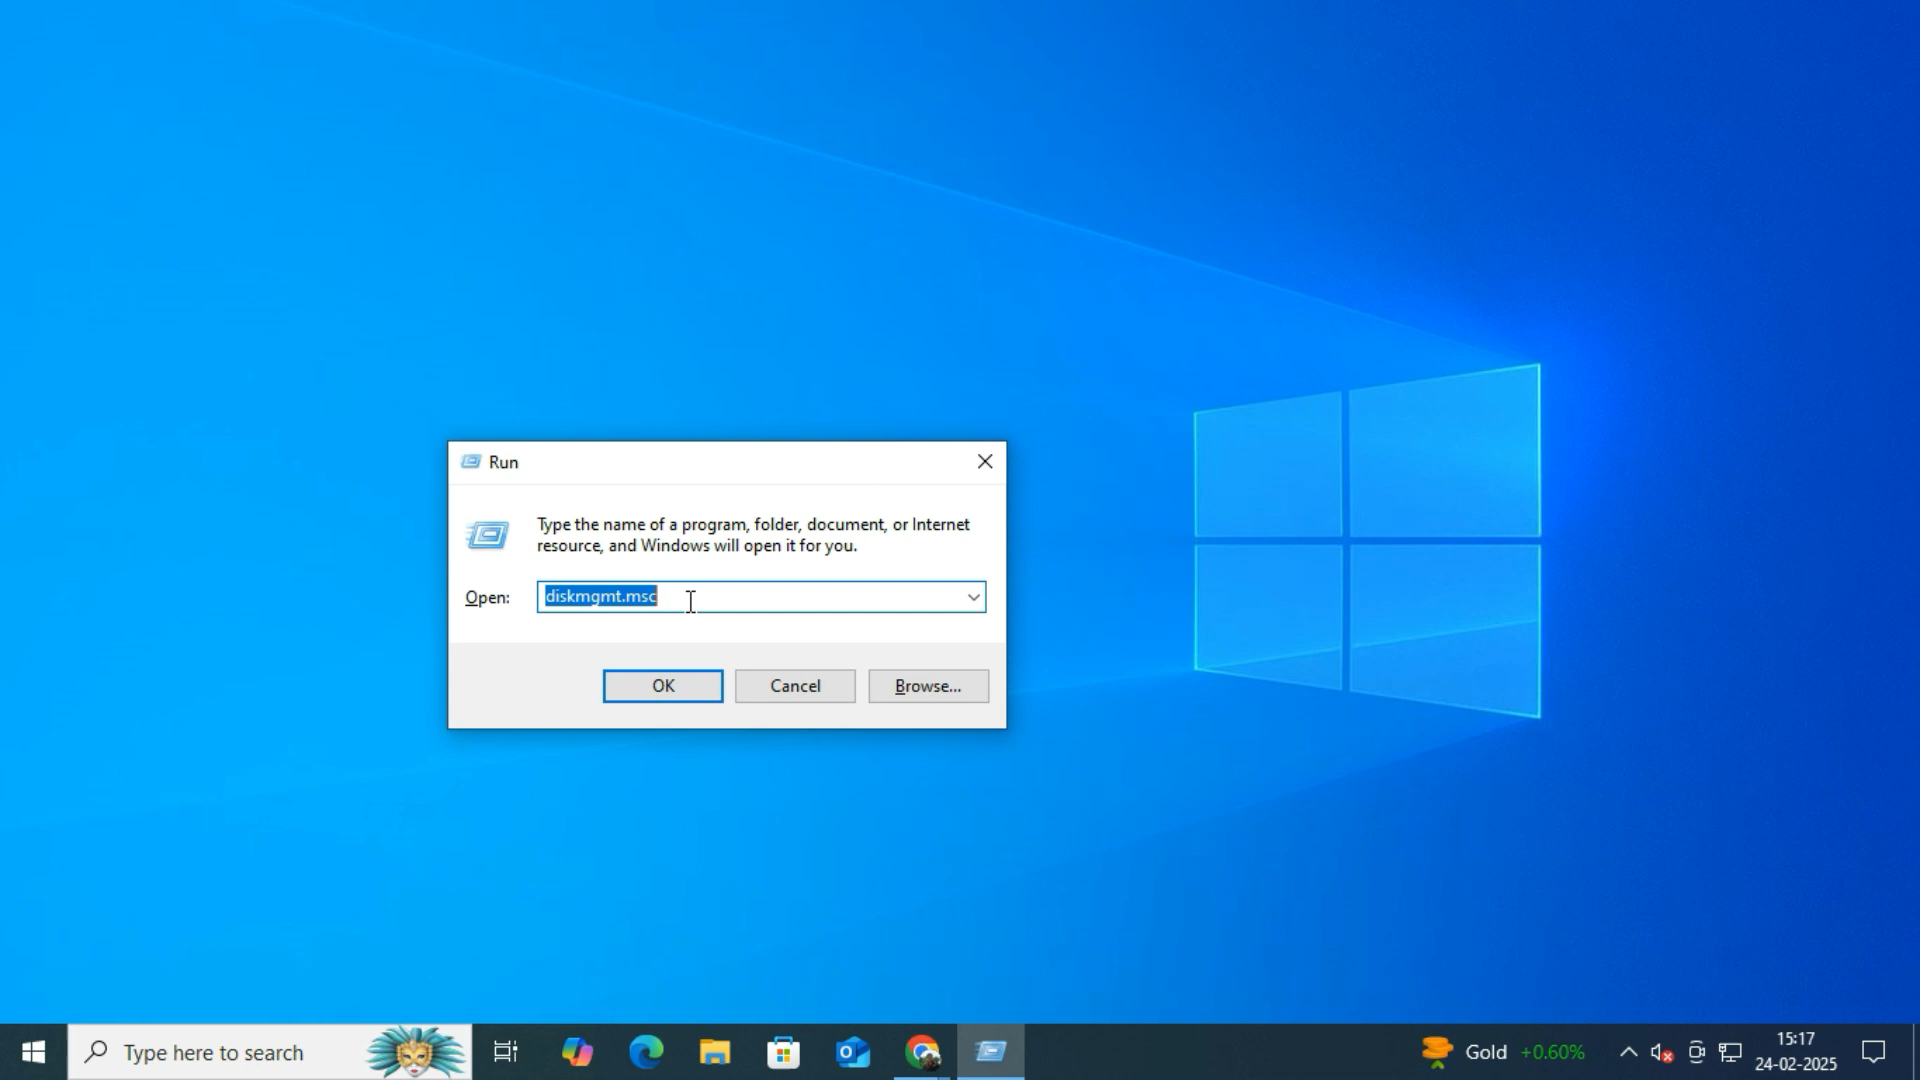 Run
Type the name of a program, folder, document, or Internet
resource, and Windows will open it for you.
Open:
diskmgmt.msc
OK
Cancel
Browse...
Type here to search
Gold +0.60%
15:17
24-02-2025